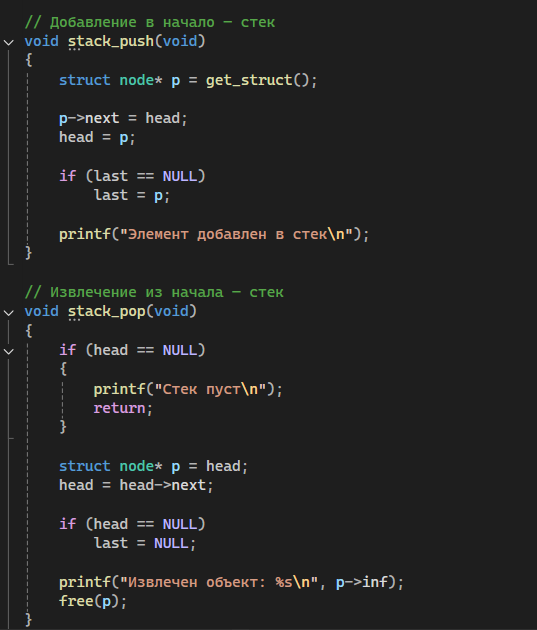 // Добавление в начало — стек
void stack_push(void)
{
    struct node* p = get_struct();
    p->next = head;
    head = p;
    if (last == NULL)
        last = p;
    printf("Элемент добавлен в стек\n");
}
// Извлечение из начала — стек
void stack_pop(void)
{
    if (head == NULL)
    {
        printf("Стек пуст\n");
        return;
    }
    struct node* p = head;
    head = head->next;
    if (head == NULL)
        last = NULL;
    printf("Извлечен объект: %s\n", p->inf);
    free(p);
}